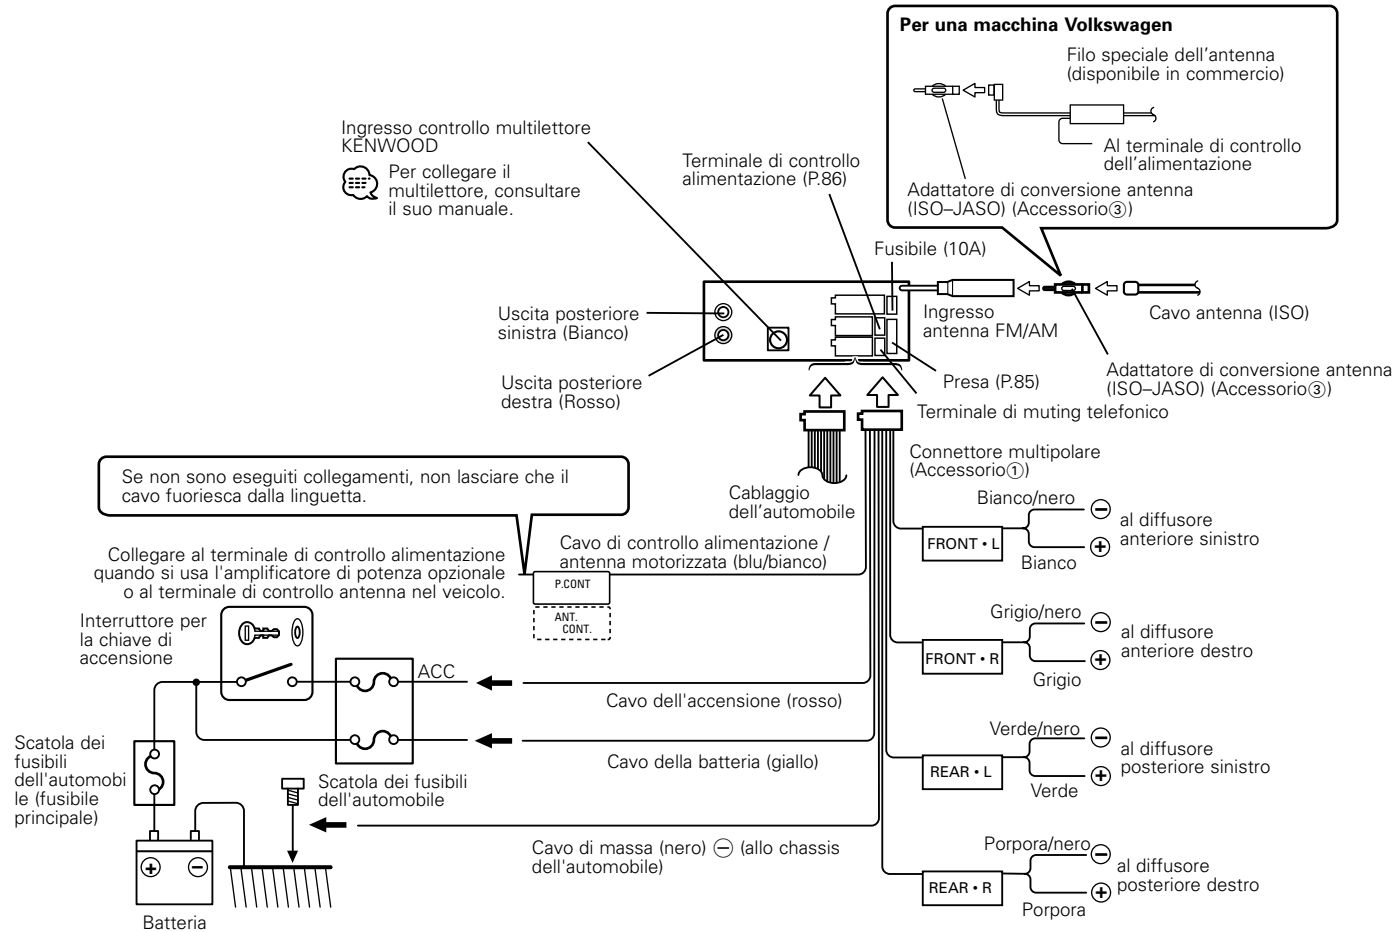 Per una macchina Volkswagen
Filo speciale dell'antenna
(disponibile in commercio)
Al terminale di controllo
dell'alimentazione
Adattatore di conversione antenna
(ISO–JASO) (Accessorio③)
Ingresso controllo multilettore
KENWOOD
Per collegare il
multilettore, consultare
il suo manuale.
Terminale di controllo
alimentazione (P.86)
Fusibile (10A)
Uscita posteriore
sinistra (Bianco)
Ingresso
antenna FM/AM
Cavo antenna (ISO)
Uscita posteriore
destra (Rosso)
Presa (P.85)
Adattatore di conversione antenna
(ISO–JASO) (Accessorio③)
Terminale di muting telefonico
Connettore multipolare
(Accessorio①)
Cablaggio
dell'automobile
Se non sono eseguiti collegamenti, non lasciare che il
cavo fuoriesca dalla linguetta.
Collegare al terminale di controllo alimentazione
quando si usa l'amplificatore di potenza opzionale
o al terminale di controllo antenna nel veicolo.
Cavo di controllo alimentazione /
antenna motorizzata (blu/bianco)
P.CONT
ANT.
CONT.
Bianco/nero
FRONT • L
Bianco
al diffusore
anteriore sinistro
Interruttore per
la chiave di
accensione
ACC
Cavo dell'accensione (rosso)
Grigio/nero
FRONT • R
Grigio
al diffusore
anteriore destro
Cavo della batteria (giallo)
Verde/nero
REAR • L
Verde
al diffusore
posteriore sinistro
Scatola dei
fusibili
dell'automobi
le (fusibile
principale)
Scatola dei fusibili
dell'automobile
Cavo di massa (nero) ⊖ (allo chassis
dell'automobile)
Porpora/nero
REAR • R
Porpora
al diffusore
posteriore destro
Batteria